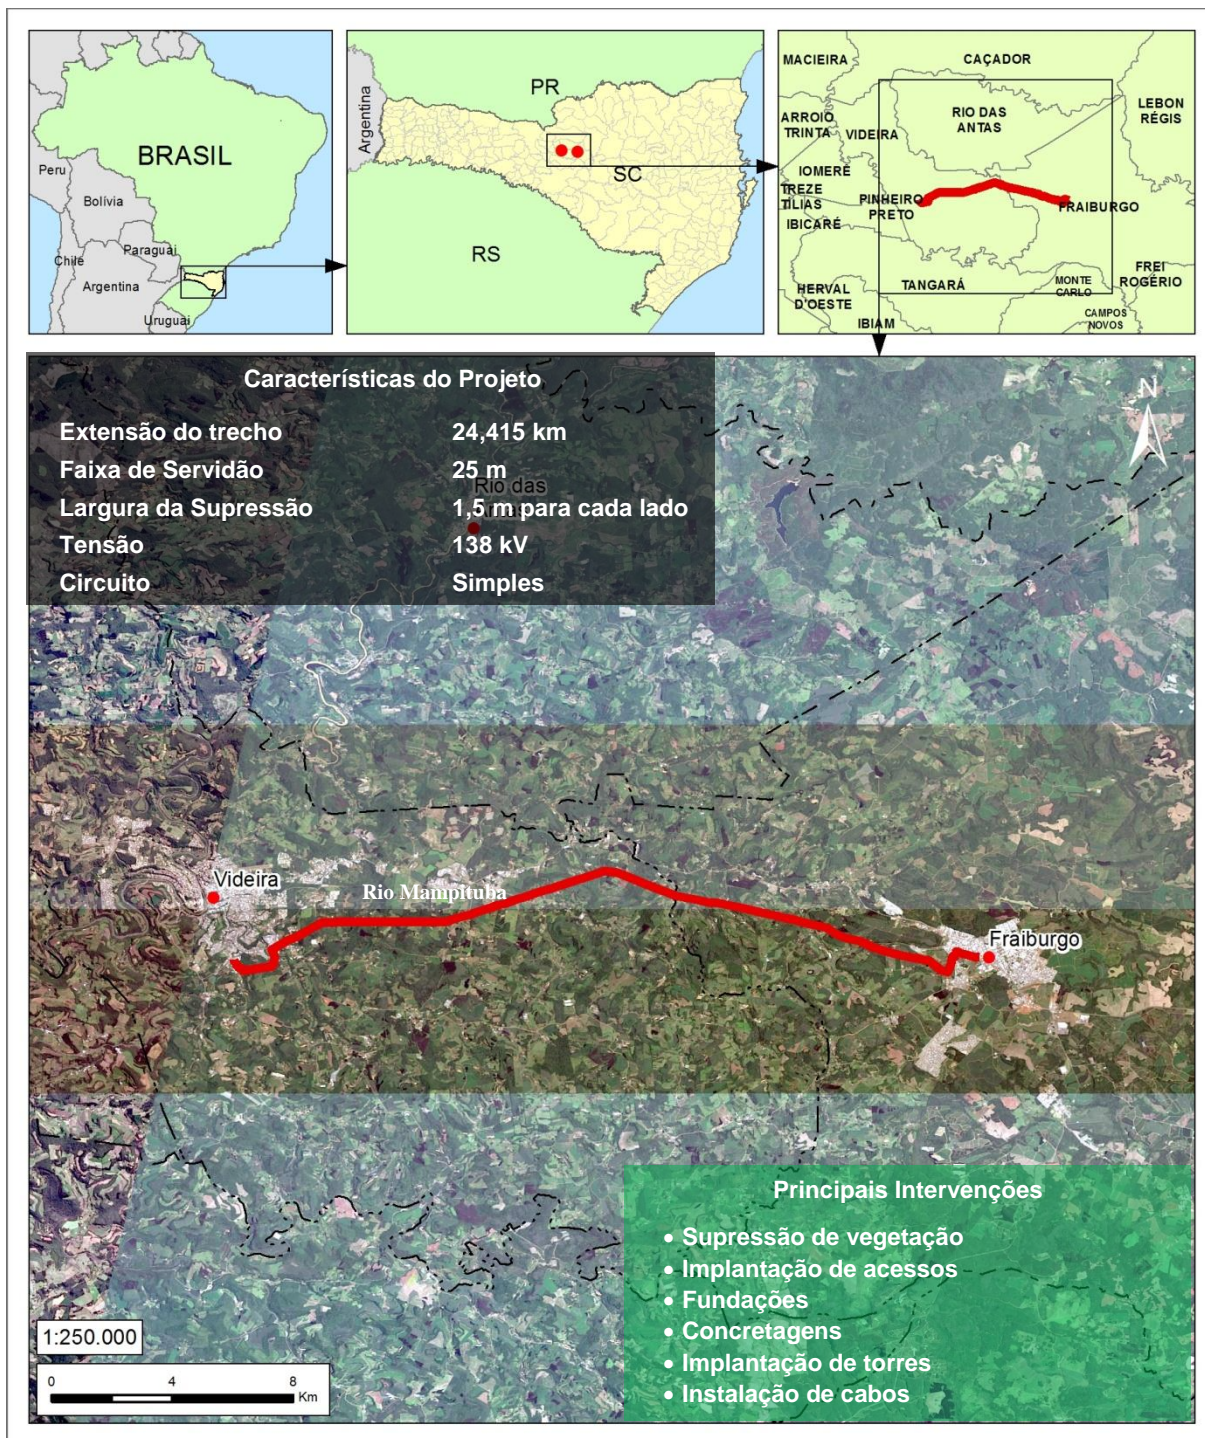 BRASIL
Peru
Bolívia
Paraguai
Chile
Argentina
Uruguai
Argentina
PR
SC
RS
MACIEIRA
CAÇADOR
LEBON
RÉGIS
ARROIO
TRINTA
VIDEIRA
RIO DAS
ANTAS
IOMERÊ
TREZE
TÍLIAS
PINHEIRO
PRETO
FRAIBURGO
IBICARÉ
HERVAL
D'OESTE
TANGARÁ
MONTE
CARLO
FREI
ROGÉRIO
IBIAM
CAMPOS
NOVOS
Características do Projeto
Extensão do trecho 24,415 km
Faixa de Servidão 25 m
Rio das
Largura da Supressão 1,5 m para cada lado
Tensão 138 kV
Circuito Simples
N
Videira
Rio Mampituba
Fraiburgo
Principais Intervenções
• Supressão de vegetação
• Implantação de acessos
• Fundações
• Concretagens
• Implantação de torres
• Instalação de cabos
1:250.000
0 4 8
Km